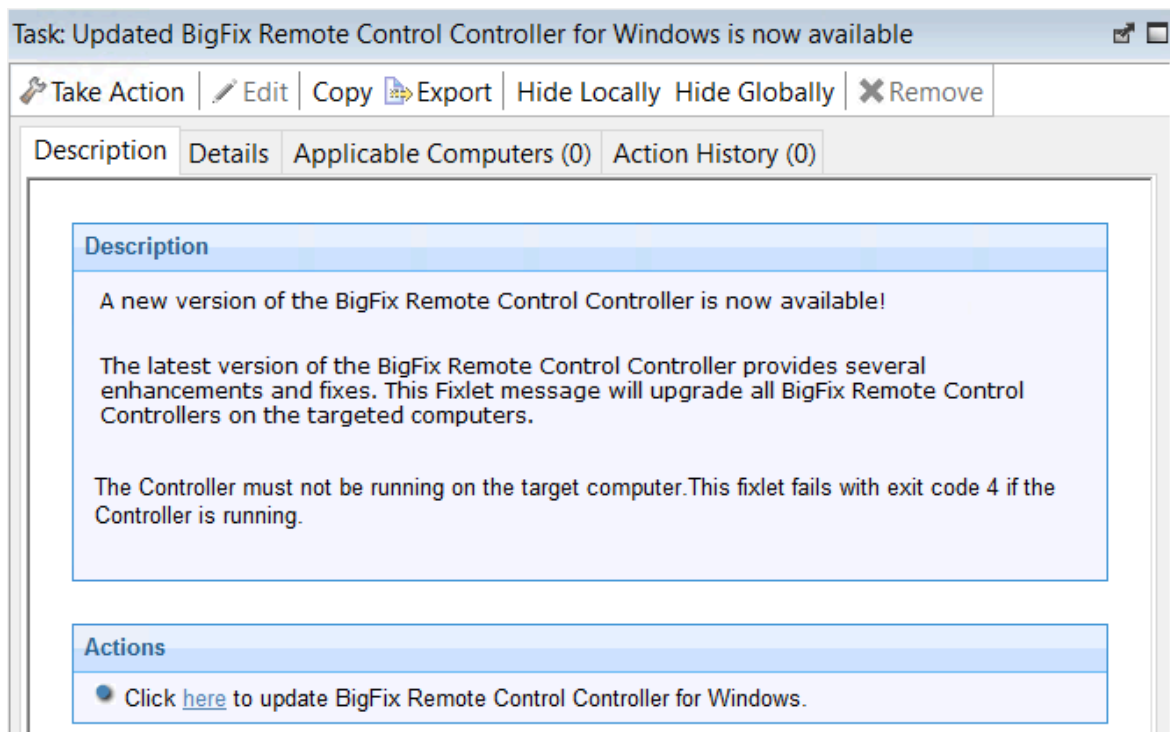 Task: Updated BigFix Remote Control Controller for Windows is now available
Take Action Edit Copy Export Hide Locally Hide Globally Remove
Description Details Applicable Computers (0) Action History (0)
Description
A new version of the BigFix Remote Control Controller is now available!
The latest version of the BigFix Remote Control Controller provides several
enhancements and fixes. This Fixlet message will upgrade all BigFix Remote Control
Controllers on the targeted computers.
The Controller must not be running on the target computer.This fixlet fails with exit code 4 if the
Controller is running.
Actions
Click here to update BigFix Remote Control Controller for Windows.